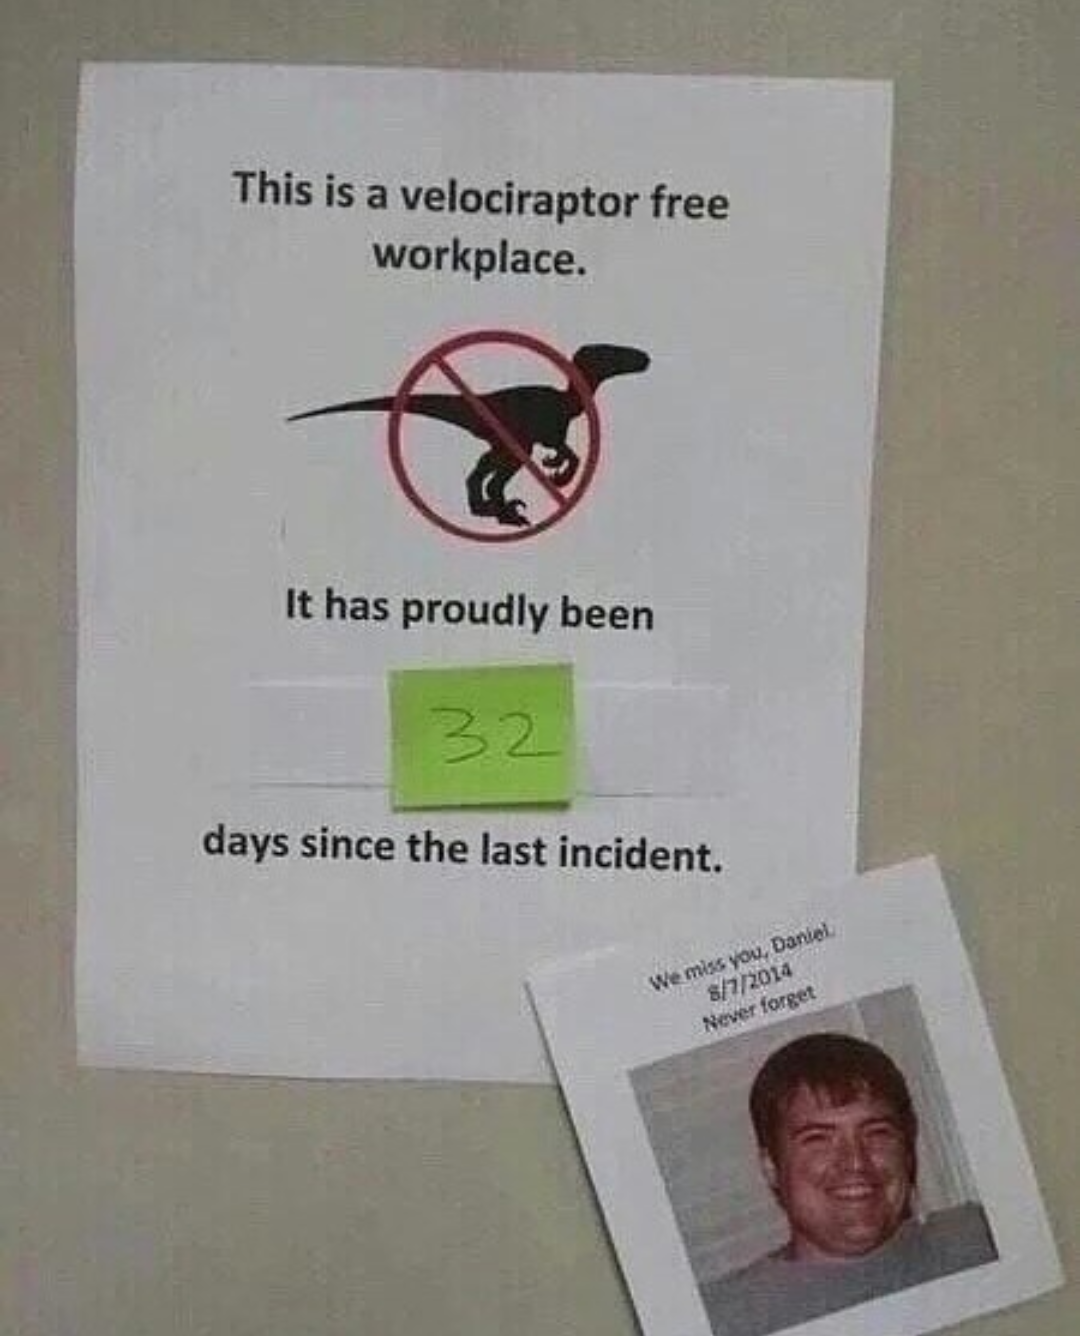 This is a velociraptor free
workplace.
It has proudly been
32
days since the last incident.
We miss you, Daniel.
8/7/2014
Never forget